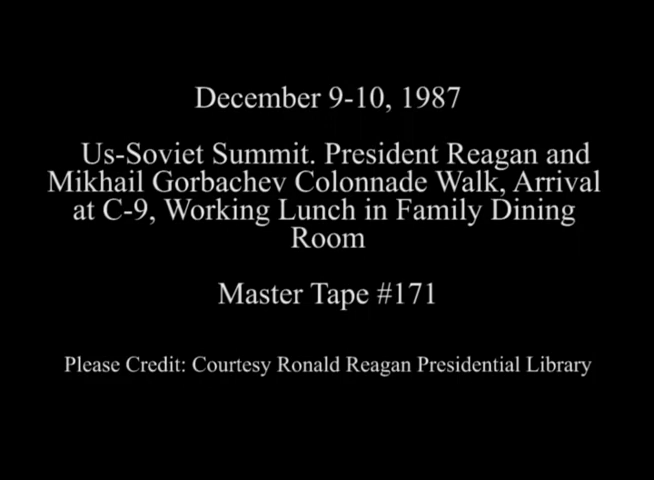 December 9-10, 1987
Us-Soviet Summit. President Reagan and
Mikhail Gorbachev Colonnade Walk, Arrival
at C-9, Working Lunch in Family Dining
Room
Master Tape #171
Please Credit: Courtesy Ronald Reagan Presidential Library